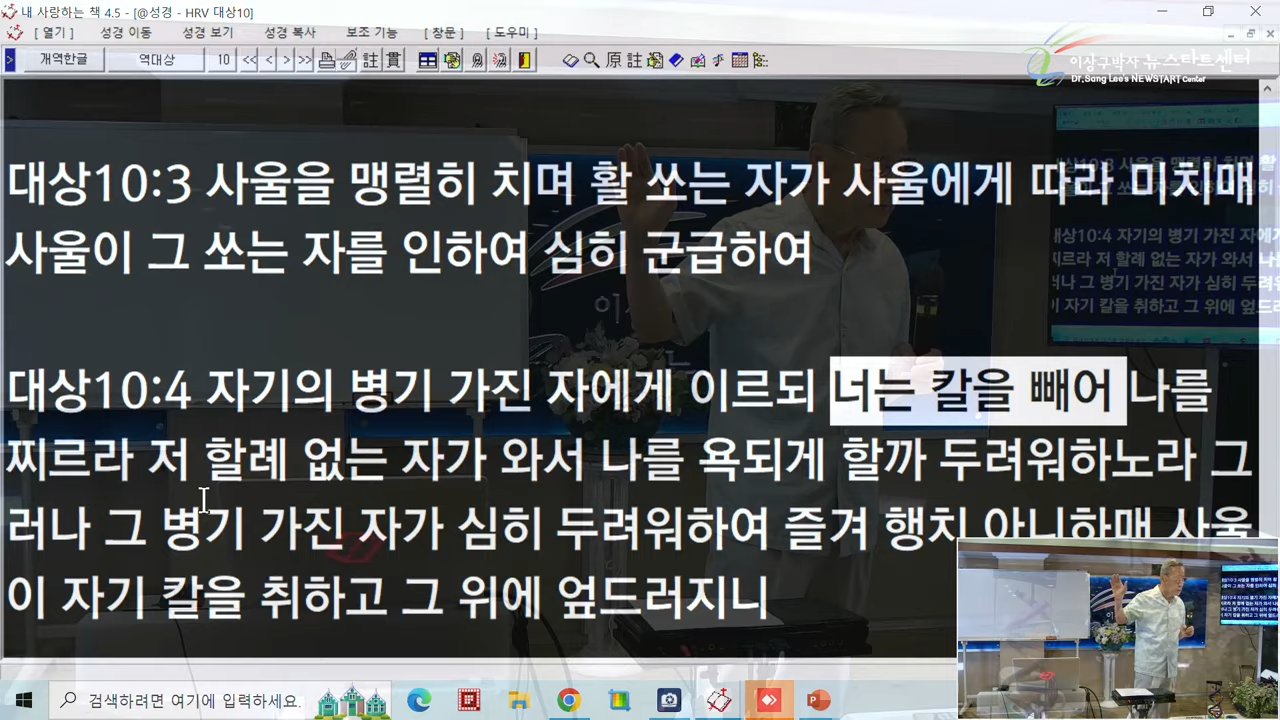 내 사랑하는 책 4.5 - [@성경 - HRV 대상10]
[ 열기 ] 성경 이동 성경 보기 성경 복사 보조 기능 [ 창문 ] [ 도우미 ]
개역한글 역대상 10 << < > >> 註 貫 原 註
이상구박사 뉴스타트센터
Dr.Sang Lee's NEWSTART Center
대상10:3 사울을 맹렬히 치며 활 쏘는 자가 사울에게 따라 미치매
사울이 그 쏘는 자를 인하여 심히 군급하여
대상10:4 자기의 병기 가진 자에게 이르되 너는 칼을 빼어 나를
찌르라 저 할례 없는 자가 와서 나를 욕되게 할까 두려워하노라 그
러나 그 병기 가진 자가 심히 두려워하여 즐겨 행치 아니하매 사울
이 자기 칼을 취하고 그 위에 엎드러지니
검색하려면 여기에 입력하세요.